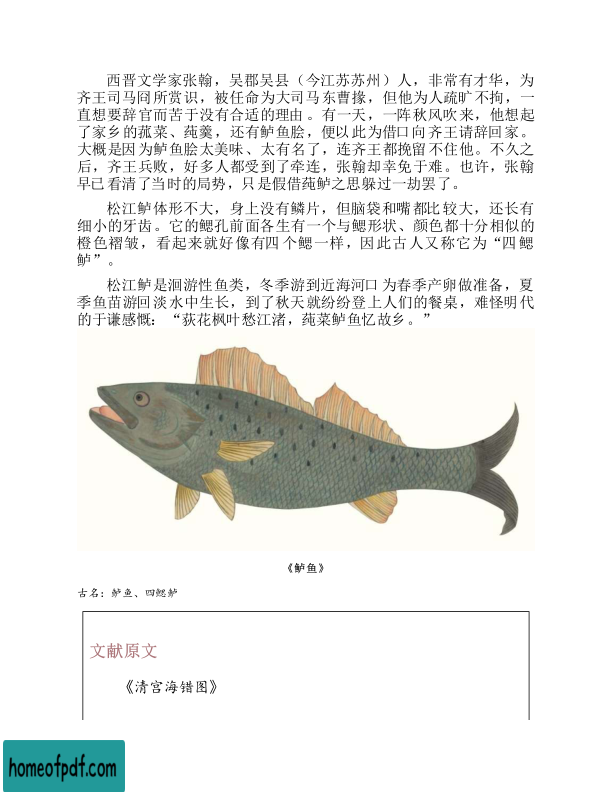 西晋文学家张翰，吴郡吴县（今江苏苏州）人，非常有才华，为
齐王司马冏所赏识，被任命为大司马东曹掾，但他为人疏旷不拘，一
直想要辞官而苦于没有合适的理由。有一天，一阵秋风吹来，他想起
了家乡的菰菜、莼羹，还有鲈鱼脍，便以此为借口向齐王请辞回家。
大概是因为鲈鱼脍太美味、太有名了，连齐王都挽留不住他。不久之
后，齐王兵败，好多人都受到了牵连，张翰却幸免于难。也许，张翰
早已看清了当时的局势，只是假借莼鲈之思躲过一劫罢了。
松江鲈体形不大，身上没有鳞片，但脑袋和嘴都比较大，还长有
细小的牙齿。它的鳃孔前面各生有一个与鳃形状、颜色都十分相似的
橙色褶皱，看起来就好像有四个鳃一样，因此古人又称它为“四鳃
鲈”。
松江鲈是洄游性鱼类，冬季游到近海河口为春季产卵做准备，夏
季鱼苗游回淡水中生长，到了秋天就纷纷登上人们的餐桌，难怪明代
的于谦感慨：“荻花枫叶愁江渚，莼菜鲈鱼忆故乡。”
《鲈鱼》
古名：鲈鱼、四鳃鲈
文献原文
《清宫海错图》
homeofpdf.com